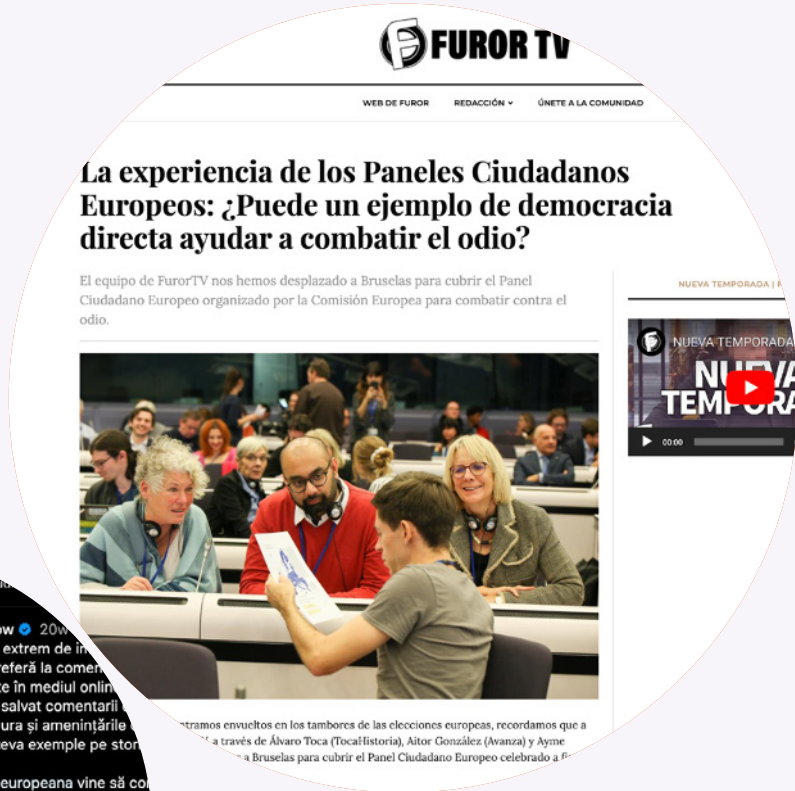 FUROR TV
WEB DE FUROR REDACCIÓN ÚNETE A LA COMUNIDAD
La experiencia de los Paneles Ciudadanos
Europeos: ¿Puede un ejemplo de democracia
directa ayudar a combatir el odio?
El equipo de FurorTV nos hemos desplazado a Bruselas para cubrir el Panel
Ciudadano Europeo organizado por la Comisión Europea para combatir contra el
odio.
NUEVA TEMPORADA |
NUEVA TEMPORADA
00:00
a través de Álvaro Toca (TocaHistoria), Aitor González (Avanza) y Ayme
a Bruselas para cubrir el Panel Ciudadano Europeo celebrado a
envueltos en los tambores de las elecciones europeas, recordamos que a
20w
extrem de
referă la
te în mediul
salvat comentarii
ura și amenințările
eva exemple pe
europeana vine să